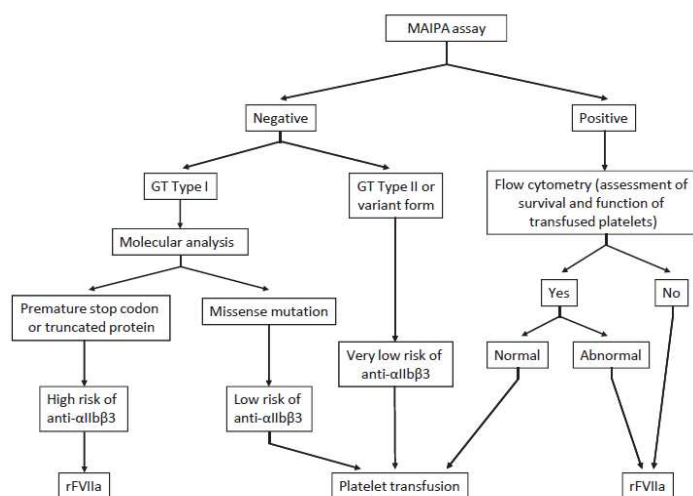 MAIPA assay
Negative
Positive
GT Type I
GT Type II or
variant form
Flow cytometry (assessment of
survival and function of
transfused platelets)
Molecular analysis
Premature stop codon
or truncated protein
Missense mutation
Yes
No
Very low risk of
anti-αIIbβ3
Normal
Abnormal
High risk of
anti-αIIbβ3
Low risk of
anti-αIIbβ3
rFVIIa
Platelet transfusion
rFVIIa